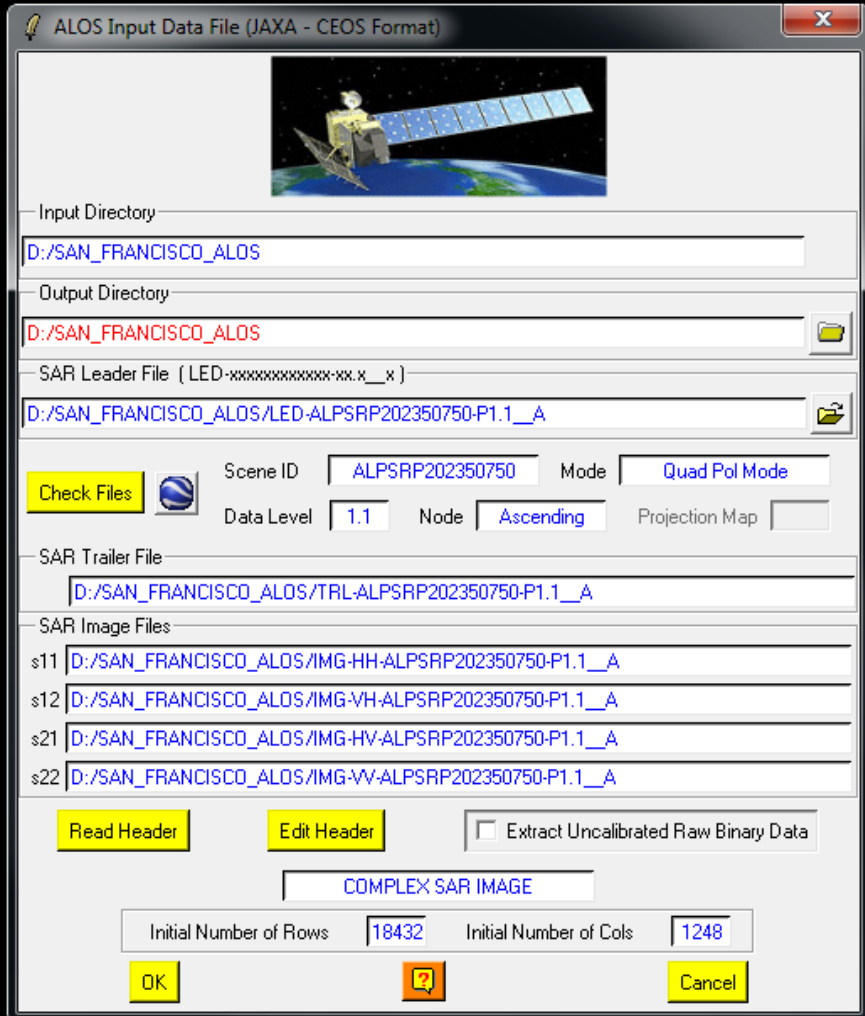 ALOS Input Data File (JAXA - CEOS Format)
Input Directory
D:/SAN_FRANCISCO_ALOS
Output Directory
D:/SAN_FRANCISCO_ALOS
SAR Leader File ( LED-xxxxxxxxxxxx-xx.x__x )
D:/SAN_FRANCISCO_ALOS/LED-ALPSRP202350750-P1.1__A
Check Files Scene ID ALPSRP202350750 Mode Quad Pol Mode
Data Level 1.1 Node Ascending Projection Map
SAR Trailer File
D:/SAN_FRANCISCO_ALOS/TRL-ALPSRP202350750-P1.1__A
SAR Image Files
s11 D:/SAN_FRANCISCO_ALOS/IMG-HH-ALPSRP202350750-P1.1__A
s12 D:/SAN_FRANCISCO_ALOS/IMG-VH-ALPSRP202350750-P1.1__A
s21 D:/SAN_FRANCISCO_ALOS/IMG-HV-ALPSRP202350750-P1.1__A
s22 D:/SAN_FRANCISCO_ALOS/IMG-VV-ALPSRP202350750-P1.1__A
Read Header Edit Header Extract Uncalibrated Raw Binary Data
COMPLEX SAR IMAGE
Initial Number of Rows 18432 Initial Number of Cols 1248
OK ? Cancel